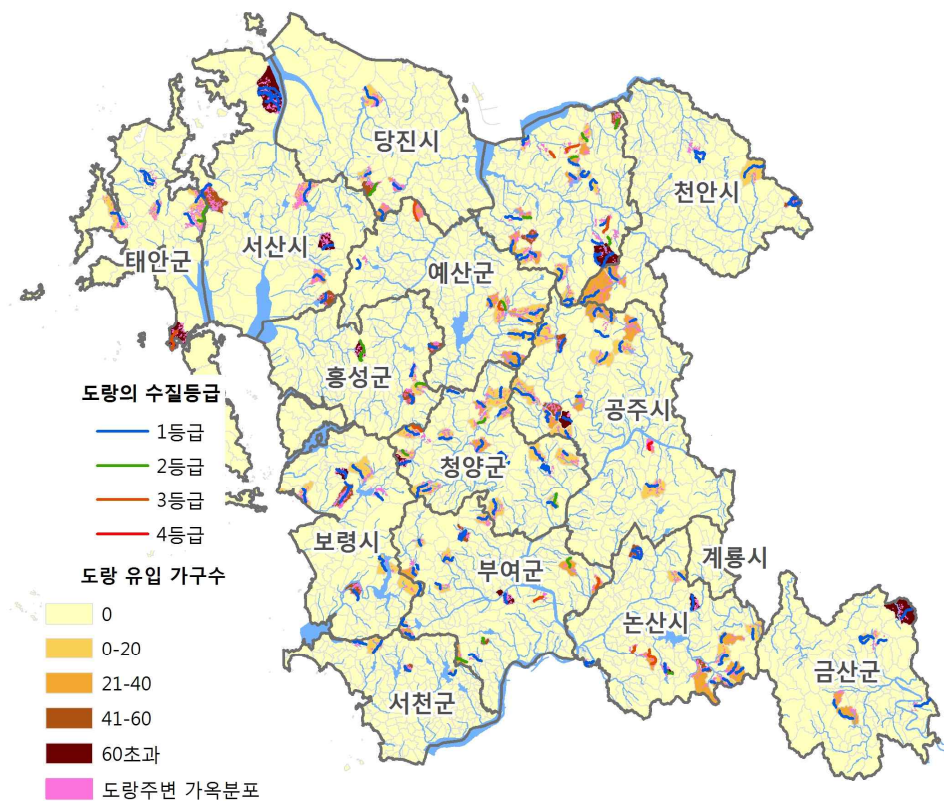 당진시
천안시
서산시
태안군
예산군
홍성군
공주시
청양군
보령시
부여군
계룡시
논산시
금산군
서천군
도랑의 수질등급
1등급
2등급
3등급
4등급
도랑 유입 가구수
0
0-20
21-40
41-60
60초과
도랑주변 가옥분포